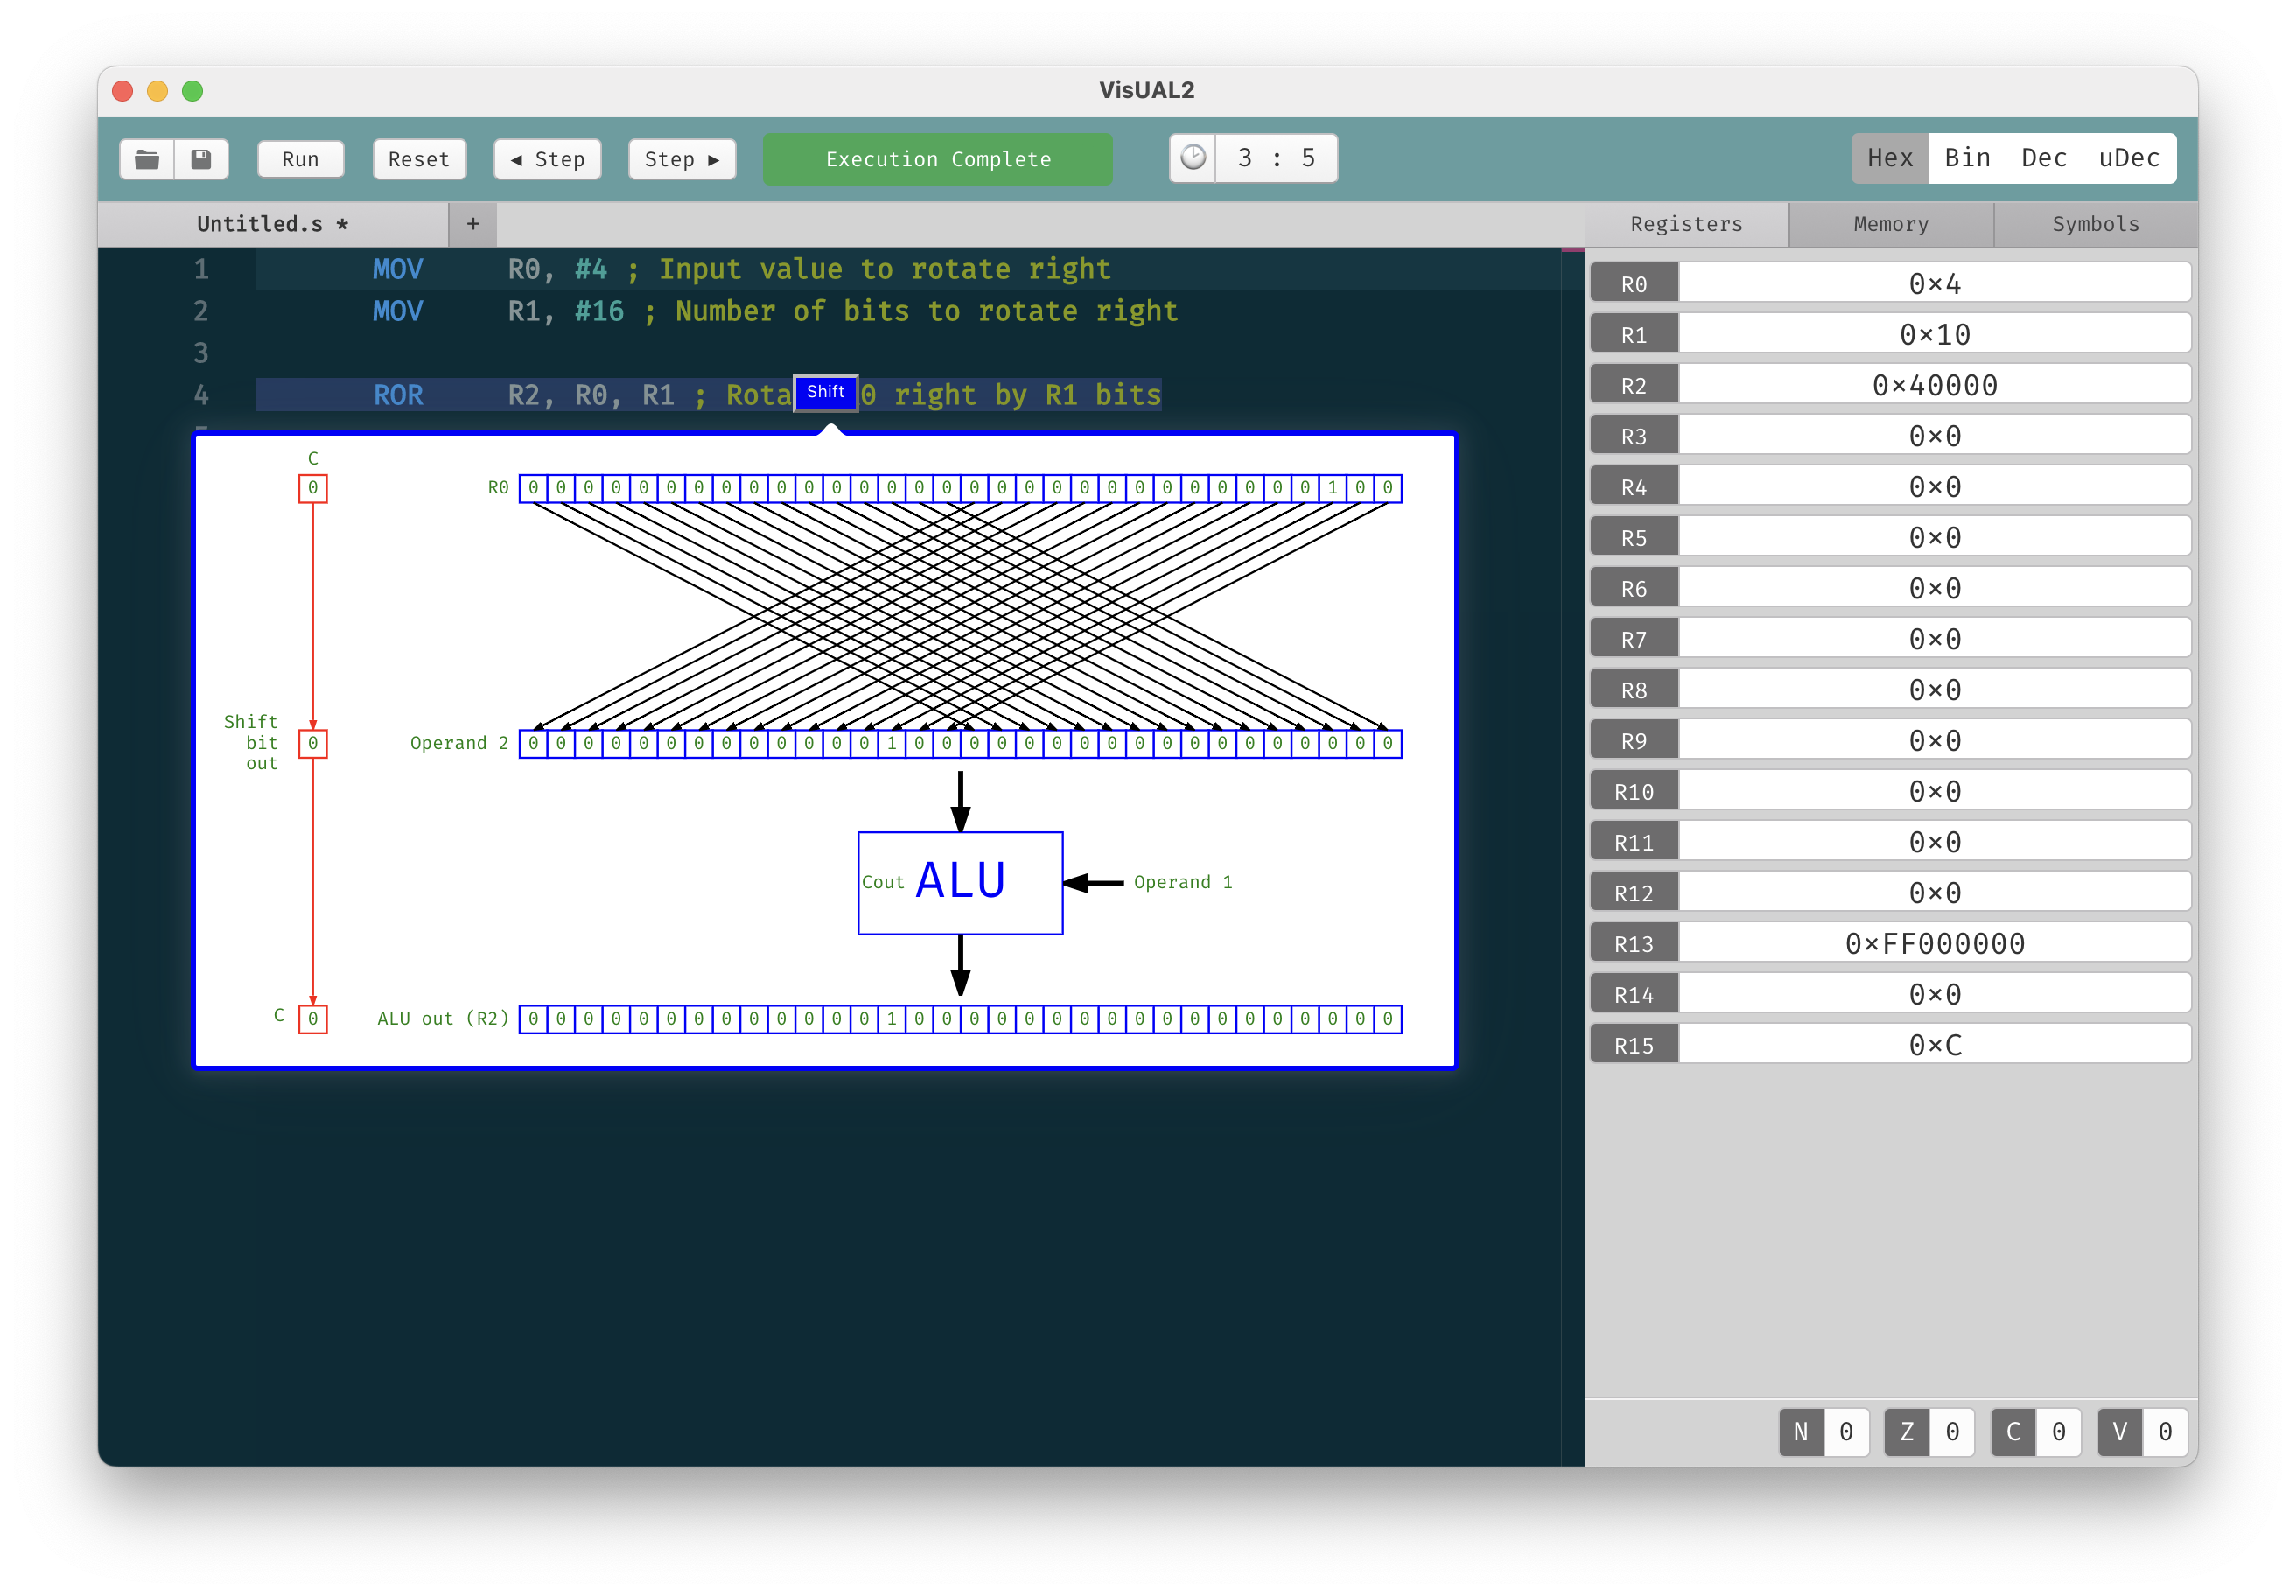 VisUAL2
Run Reset ◂ Step Step ▸ Execution Complete 3 : 5 Hex Bin Dec uDec
Untitled.s * + Registers Memory Symbols
1 MOV R0, #4 ; Input value to rotate right
2 MOV R1, #16 ; Number of bits to rotate right
3
4 ROR R2, R0, R1 ; Rota Shift 0 right by R1 bits
C
0 R0 0 0 0 0 0 0 0 0 0 0 0 0 0 0 0 0 0 0 0 0 0 0 0 0 0 0 0 0 0 1 0 0
Shift
bit 0 Operand 2 0 0 0 0 0 0 0 0 0 0 0 0 0 1 0 0 0 0 0 0 0 0 0 0 0 0 0 0 0 0 0 0
out
Cout ALU Operand 1
C 0 ALU out (R2) 0 0 0 0 0 0 0 0 0 0 0 0 0 1 0 0 0 0 0 0 0 0 0 0 0 0 0 0 0 0 0 0
R0 0×4
R1 0×10
R2 0×40000
R3 0×0
R4 0×0
R5 0×0
R6 0×0
R7 0×0
R8 0×0
R9 0×0
R10 0×0
R11 0×0
R12 0×0
R13 0×FF000000
R14 0×0
R15 0×C
N 0 Z 0 C 0 V 0